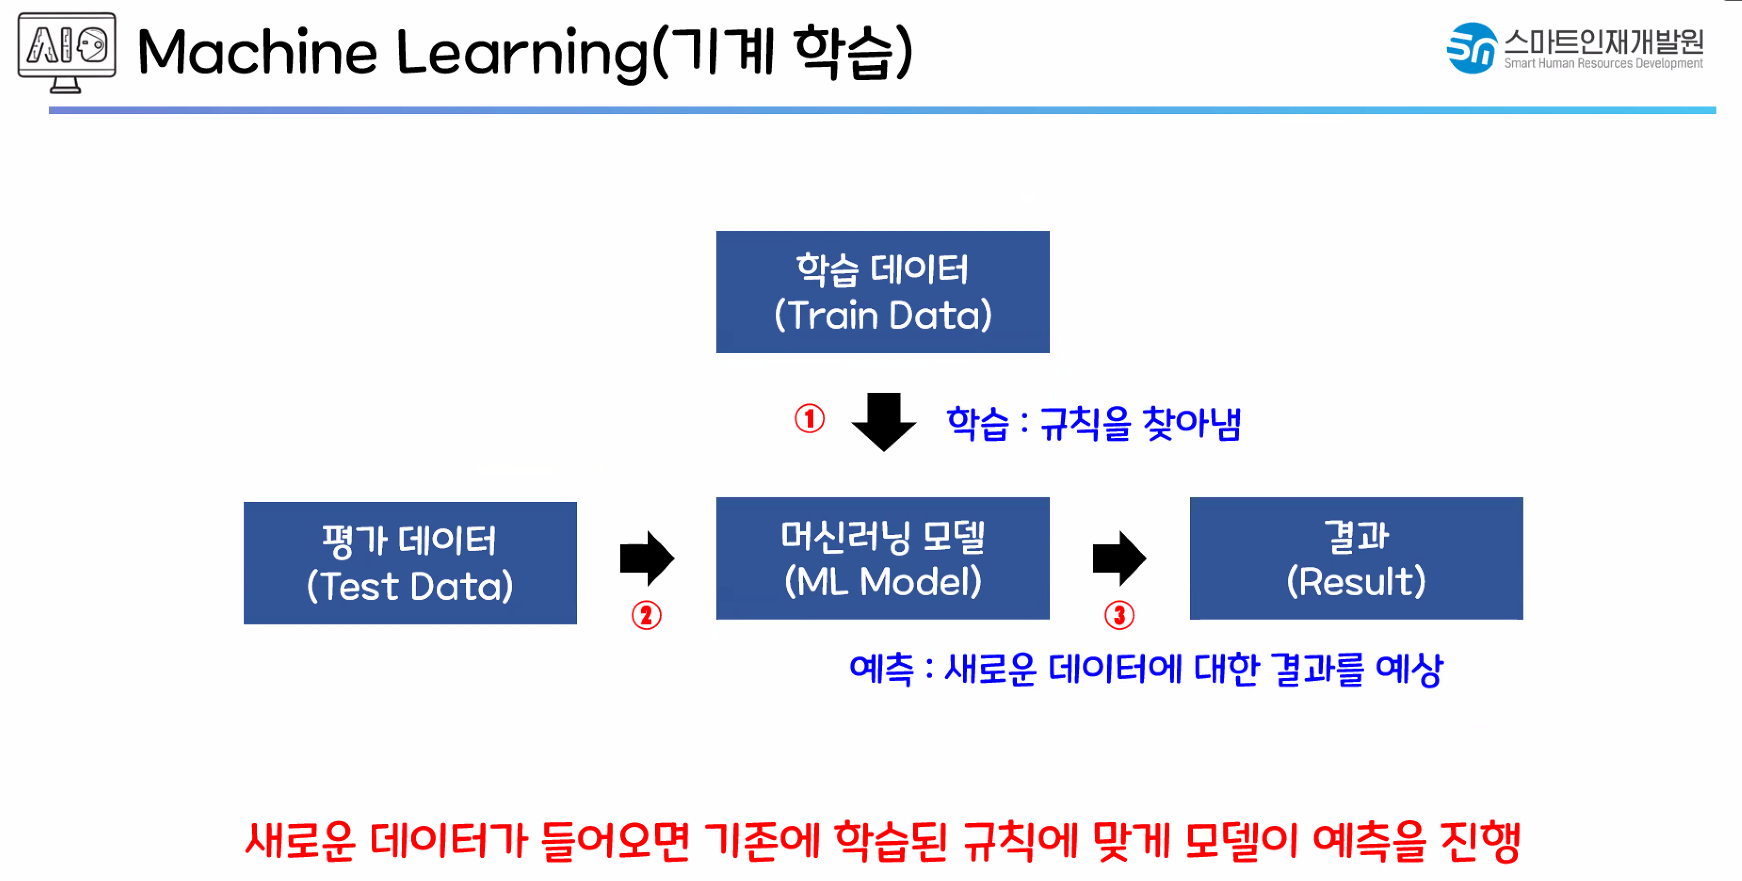 AI
Machine Learning(기계 학습)
스마트인재개발원
Smart Human Resources Development
학습 데이터
(Train Data)
① 학습 : 규칙을 찾아냄
평가 데이터
(Test Data)
②
머신러닝 모델
(ML Model)
③
결과
(Result)
예측 : 새로운 데이터에 대한 결과를 예상
새로운 데이터가 들어오면 기존에 학습된 규칙에 맞게 모델이 예측을 진행